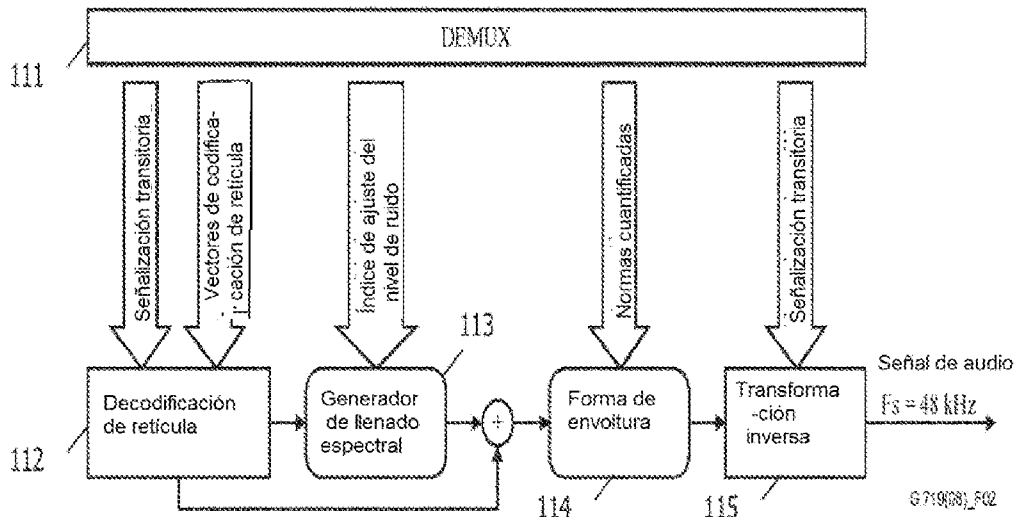 DEMUX
111
Señalización transitoria
Vectores de codifica-
ción de retícula
Índice de ajuste del
nivel de ruido
Normas cuantificadas
Señalización transitoria
113
Decodificación
de retícula
Generador
de llenado
espectral
+
Forma de
envoltura
Transforma
-ción
inversa
Señal de audio
Fs = 48 kHz
112
114
115
G.719(08)_F02